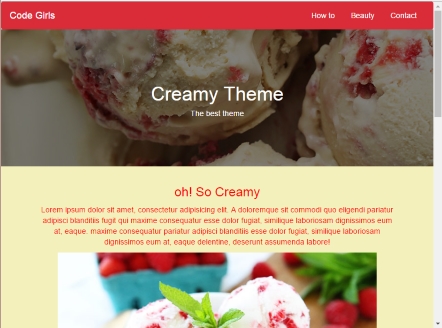 Code Girls
How to Beauty Contact
Creamy Theme
The best theme
oh! So Creamy
Lorem ipsum dolor sit amet, consectetur adipisicing elit. A doloremque sit commodi quo eligendi pariatur
adipisci blanditiis fugit qui maxime consequatur esse dolor fugiat, similique laboriosam dignissimos eum
at, eaque. maxime consequatur pariatur adipisci blanditiis esse dolor fugiat, similique laboriosam
dignissimos eum at, eaque delentine, deserunt assumenda labore!